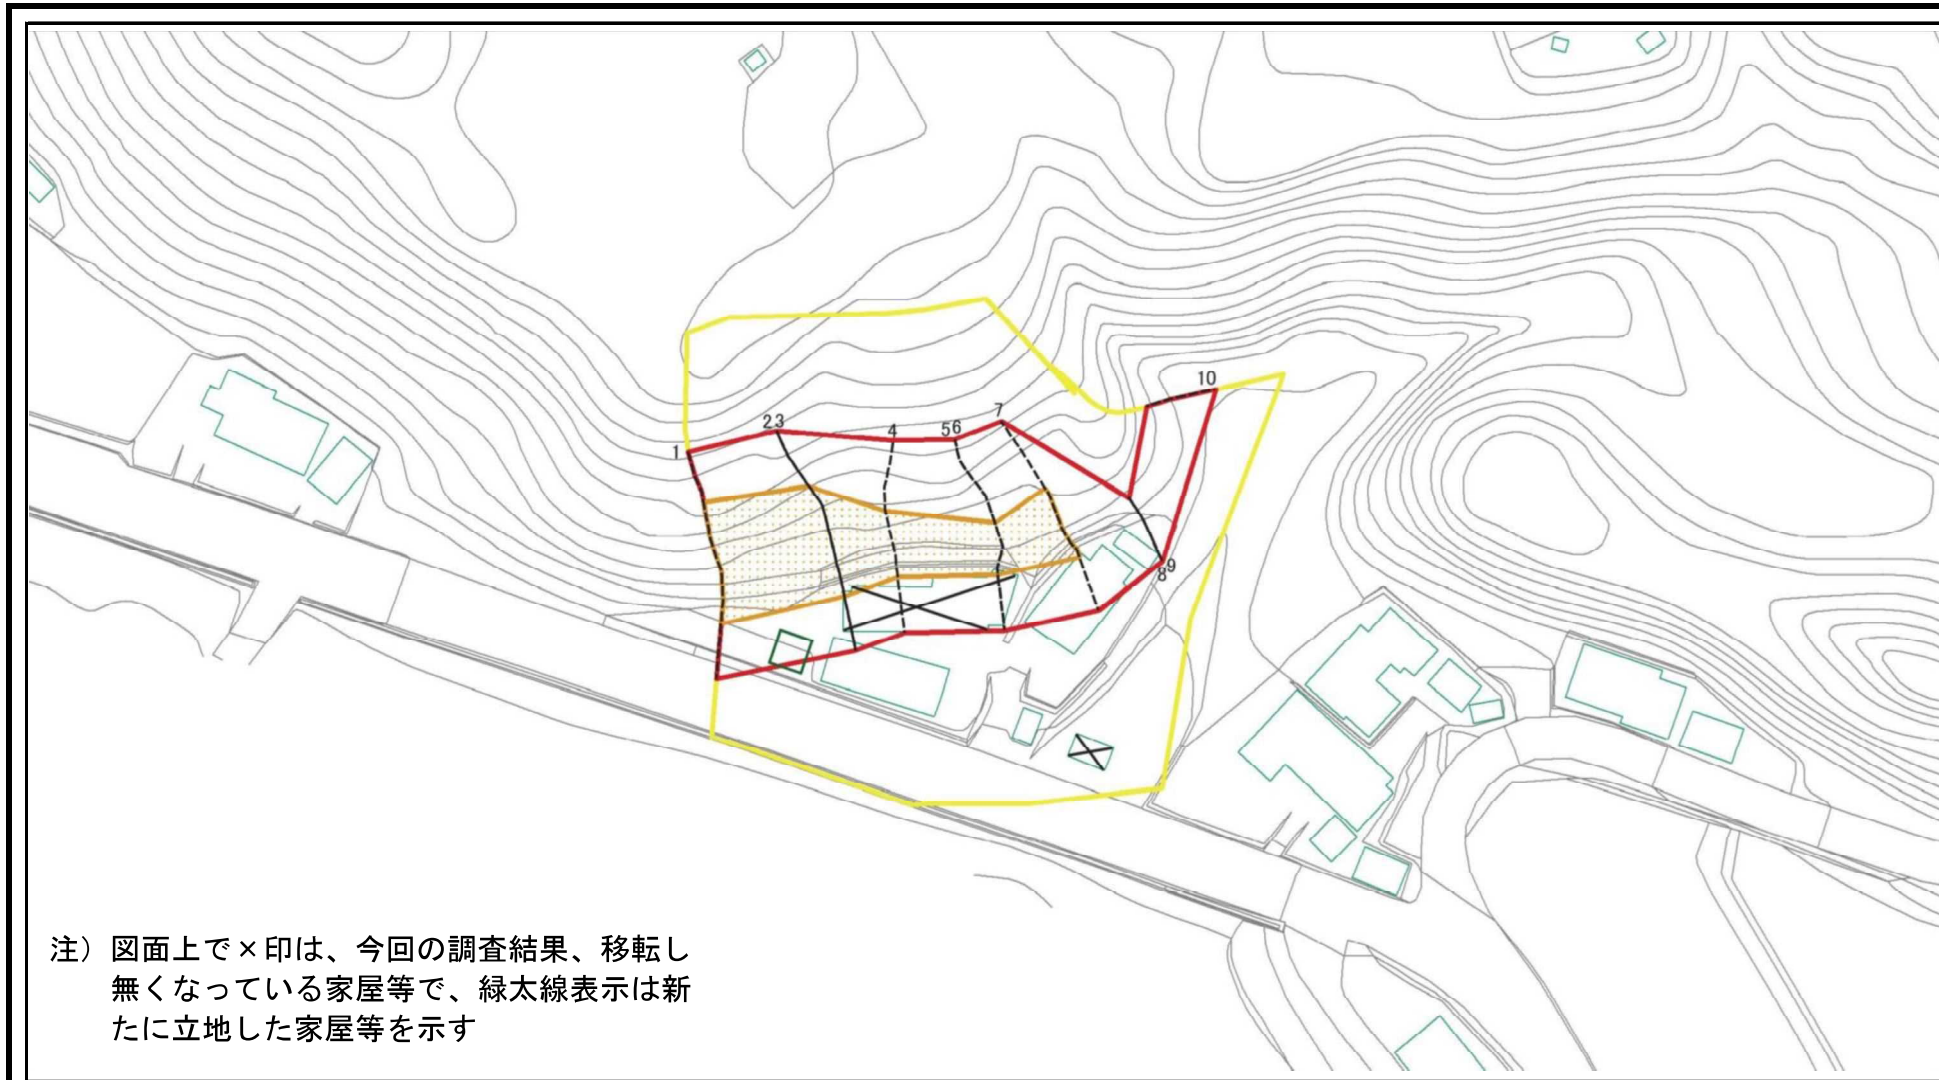 10
7
23
4
56
1
89
注）図面上で×印は、今回の調査結果、移転し
無くなっている家屋等で、緑太線表示は新
たに立地した家屋等を示す